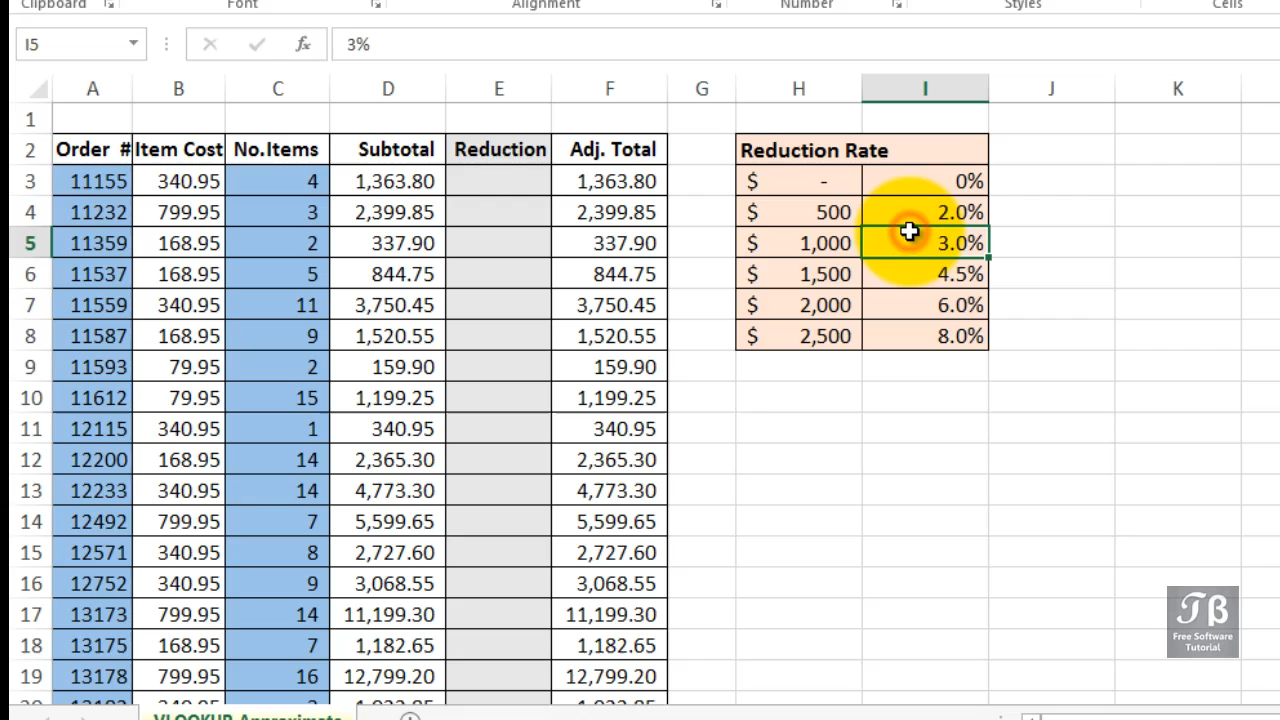 Clipboard Font Alignment Number Styles Cells
I5 fx 3%
A B C D E F G H I J K
1
2 Order # Item Cost No.Items Subtotal Reduction Adj. Total Reduction Rate
3 11155 340.95 4 1,363.80 1,363.80 $ - 0%
4 11232 799.95 3 2,399.85 2,399.85 $ 500 2.0%
5 11359 168.95 2 337.90 337.90 $ 1,000 3.0%
6 11537 168.95 5 844.75 844.75 $ 1,500 4.5%
7 11559 340.95 11 3,750.45 3,750.45 $ 2,000 6.0%
8 11587 168.95 9 1,520.55 1,520.55 $ 2,500 8.0%
9 11593 79.95 2 159.90 159.90
10 11612 79.95 15 1,199.25 1,199.25
11 12115 340.95 1 340.95 340.95
12 12200 168.95 14 2,365.30 2,365.30
13 12233 340.95 14 4,773.30 4,773.30
14 12492 799.95 7 5,599.65 5,599.65
15 12571 340.95 8 2,727.60 2,727.60
16 12752 340.95 9 3,068.55 3,068.55
17 13173 799.95 14 11,199.30 11,199.30
18 13175 168.95 7 1,182.65 1,182.65
19 13178 799.95 16 12,799.20 12,799.20
VLOOKUP Approximate
TB
Free Software
Tutorial